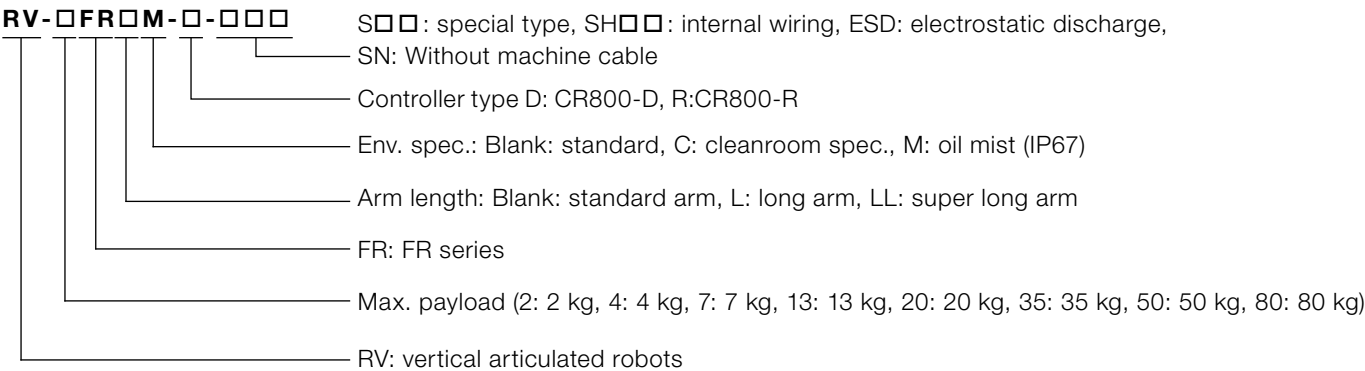 RV-□FR□M-□-□□□
S□□: special type, SH□□: internal wiring, ESD: electrostatic discharge,
SN: Without machine cable
Controller type D: CR800-D, R:CR800-R
Env. spec.: Blank: standard, C: cleanroom spec., M: oil mist (IP67)
Arm length: Blank: standard arm, L: long arm, LL: super long arm
FR: FR series
Max. payload (2: 2 kg, 4: 4 kg, 7: 7 kg, 13: 13 kg, 20: 20 kg, 35: 35 kg, 50: 50 kg, 80: 80 kg)
RV: vertical articulated robots